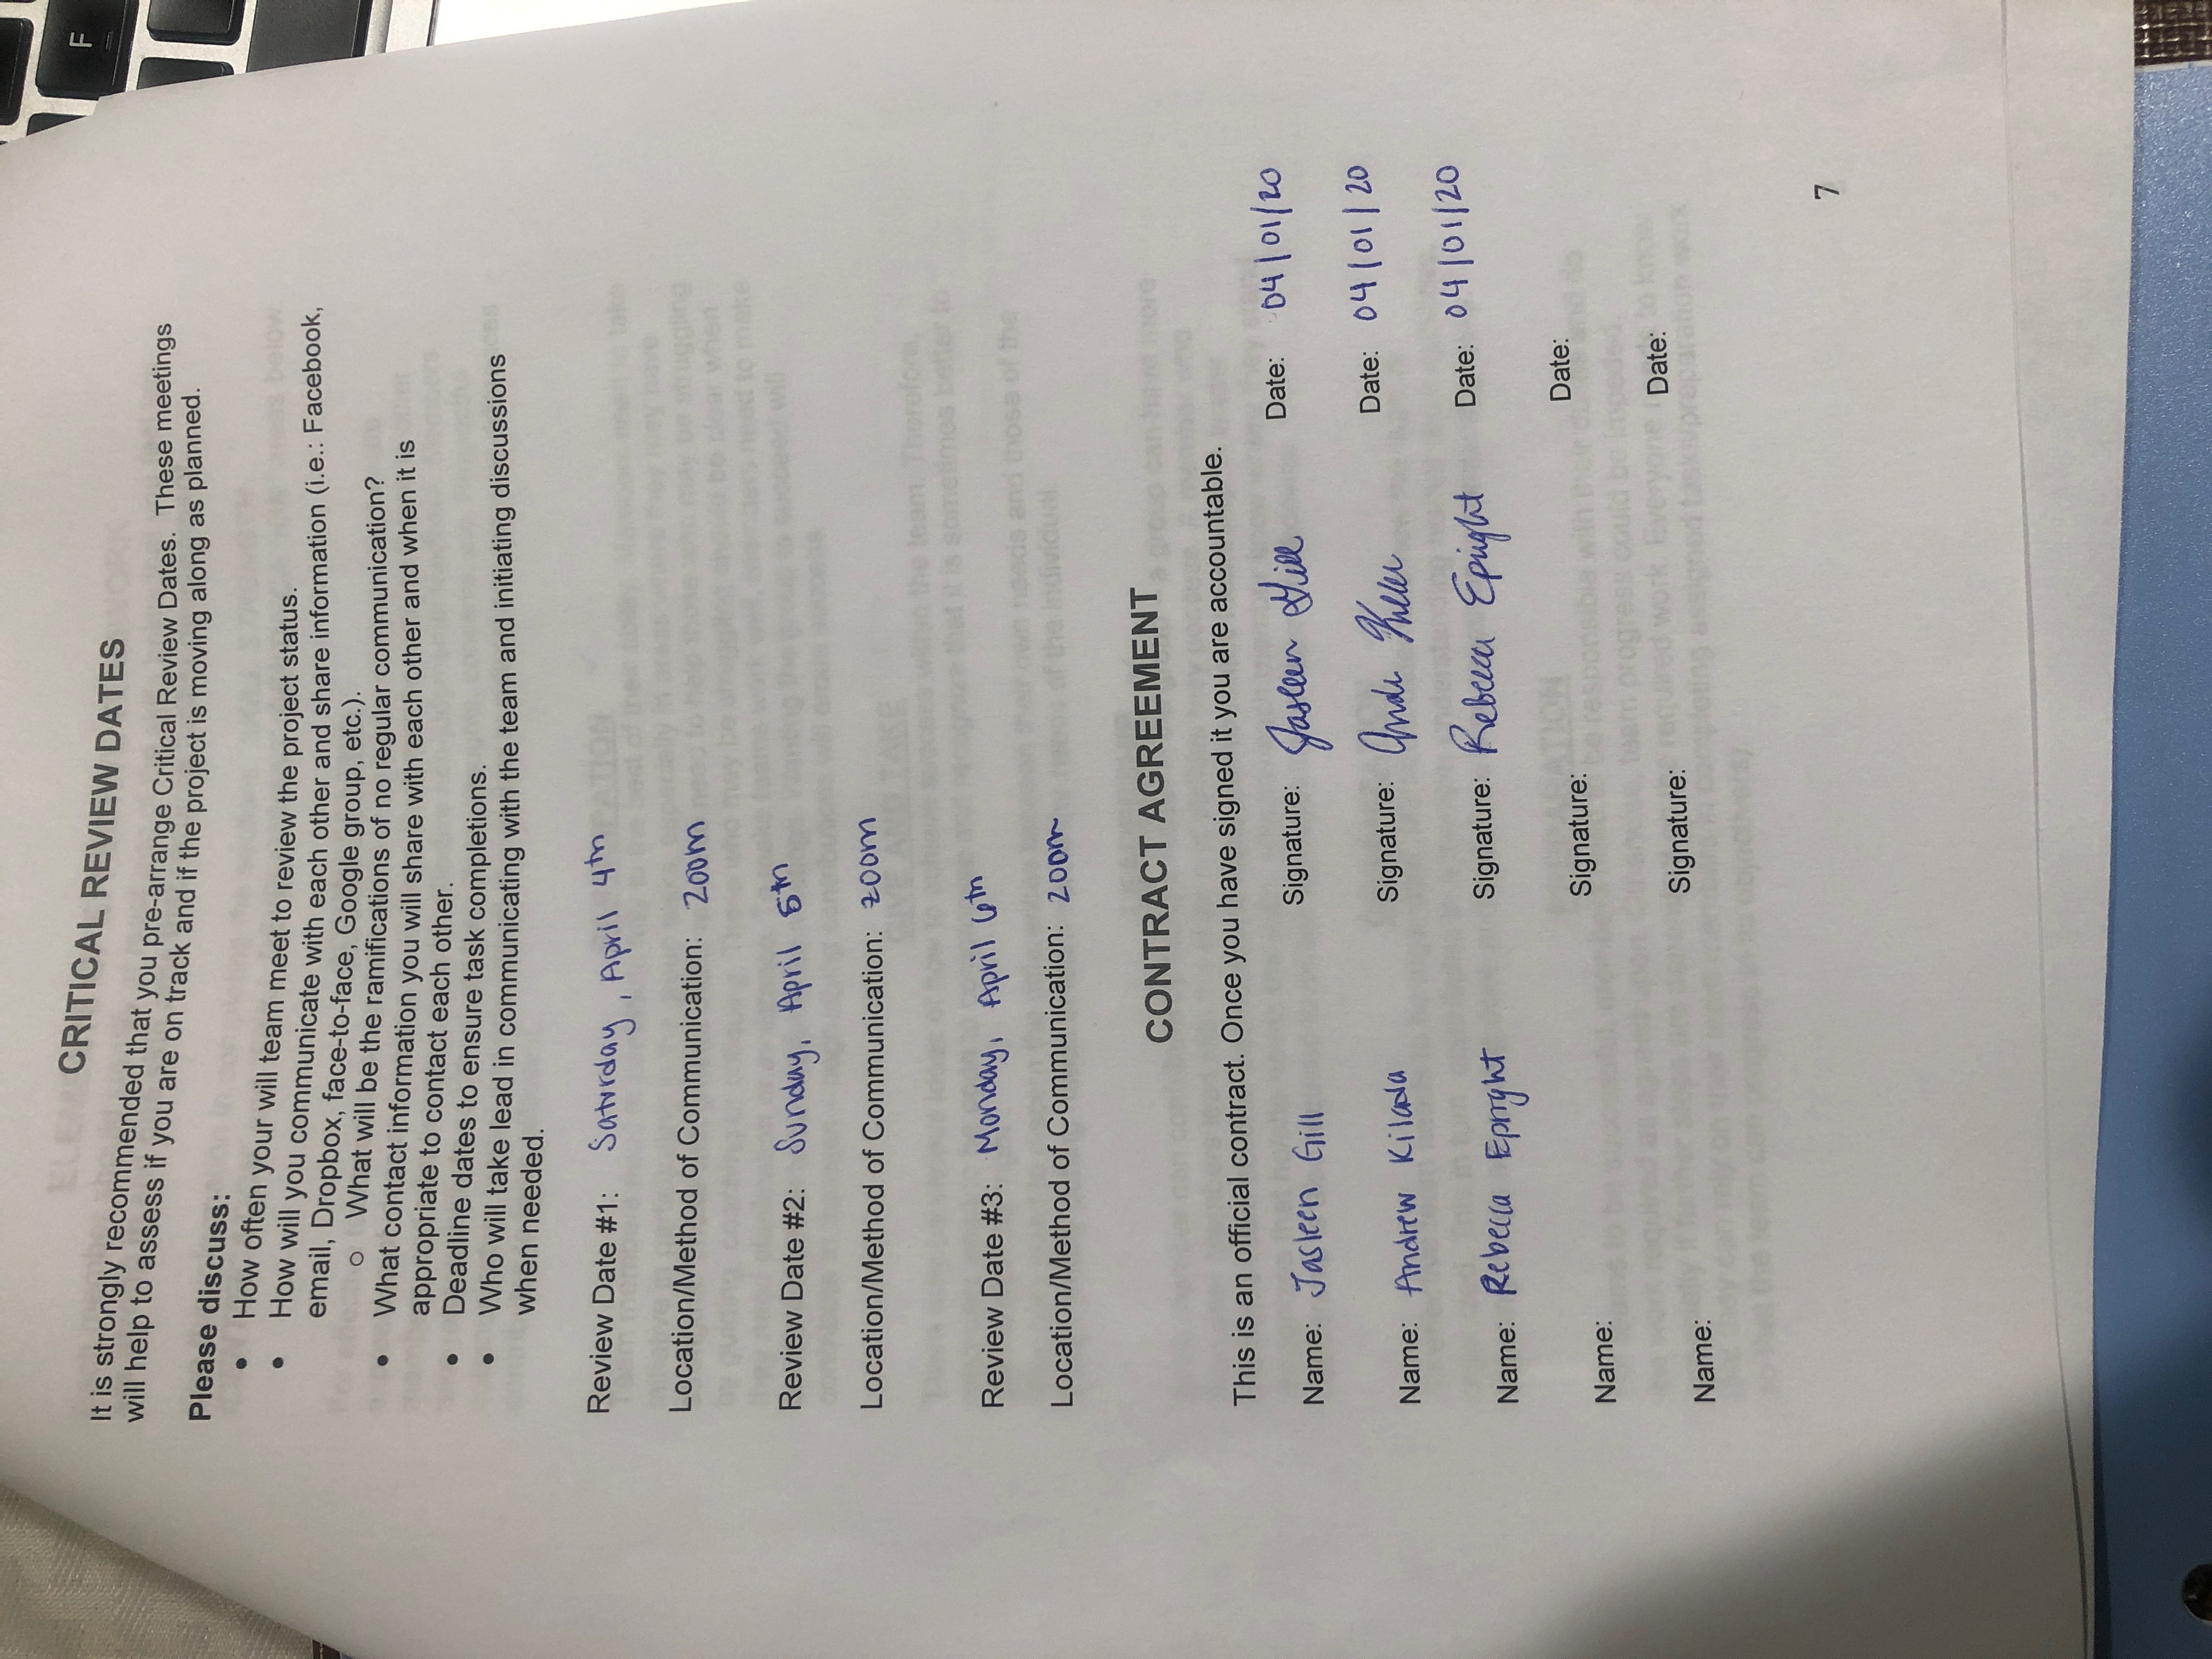 CRITICAL REVIEW DATES
It is strongly recommended that you pre-arrange Critical Review Dates. These meetings
will help to assess if you are on track and if the project is moving along as planned.
Please discuss:
• How often your will team meet to review the project status.
• How will you communicate with each other and share information (i.e.: Facebook,
email, Dropbox, face-to-face, Google group, etc.).
o What will be the ramifications of no regular communication?
• What contact information you will share with each other and when it is
appropriate to contact each other.
• Deadline dates to ensure task completions.
• Who will take lead in communicating with the team and initiating discussions
when needed.
Review Date #1: Saturday, April 4th
Location/Method of Communication: zoom
Review Date #2: Sunday, April 5th
Location/Method of Communication: zoom
Review Date #3: Monday, April 6th
Location/Method of Communication: zoom
CONTRACT AGREEMENT
This is an official contract. Once you have signed it you are accountable.
Name: Jasleen Gill Signature: Jasleen Gill Date: 04/01/20
Name: Andrew Kilada Signature: Date: 04/01/20
Name: Rebecca Epright Signature: Rebecca Epright Date: 04/01/20
Name: Signature: Date:
Name: Signature: Date:
7
F